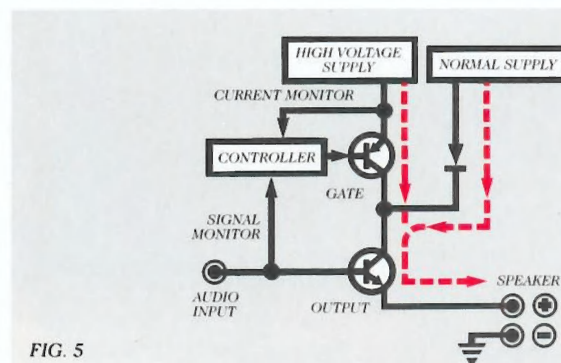 HIGH VOLTAGE
SUPPLY
NORMAL SUPPLY
CURRENT MONITOR
CONTROLLER
GATE
SIGNAL
MONITOR
AUDIO
INPUT
OUTPUT
SPEAKER
+
−
FIG. 5